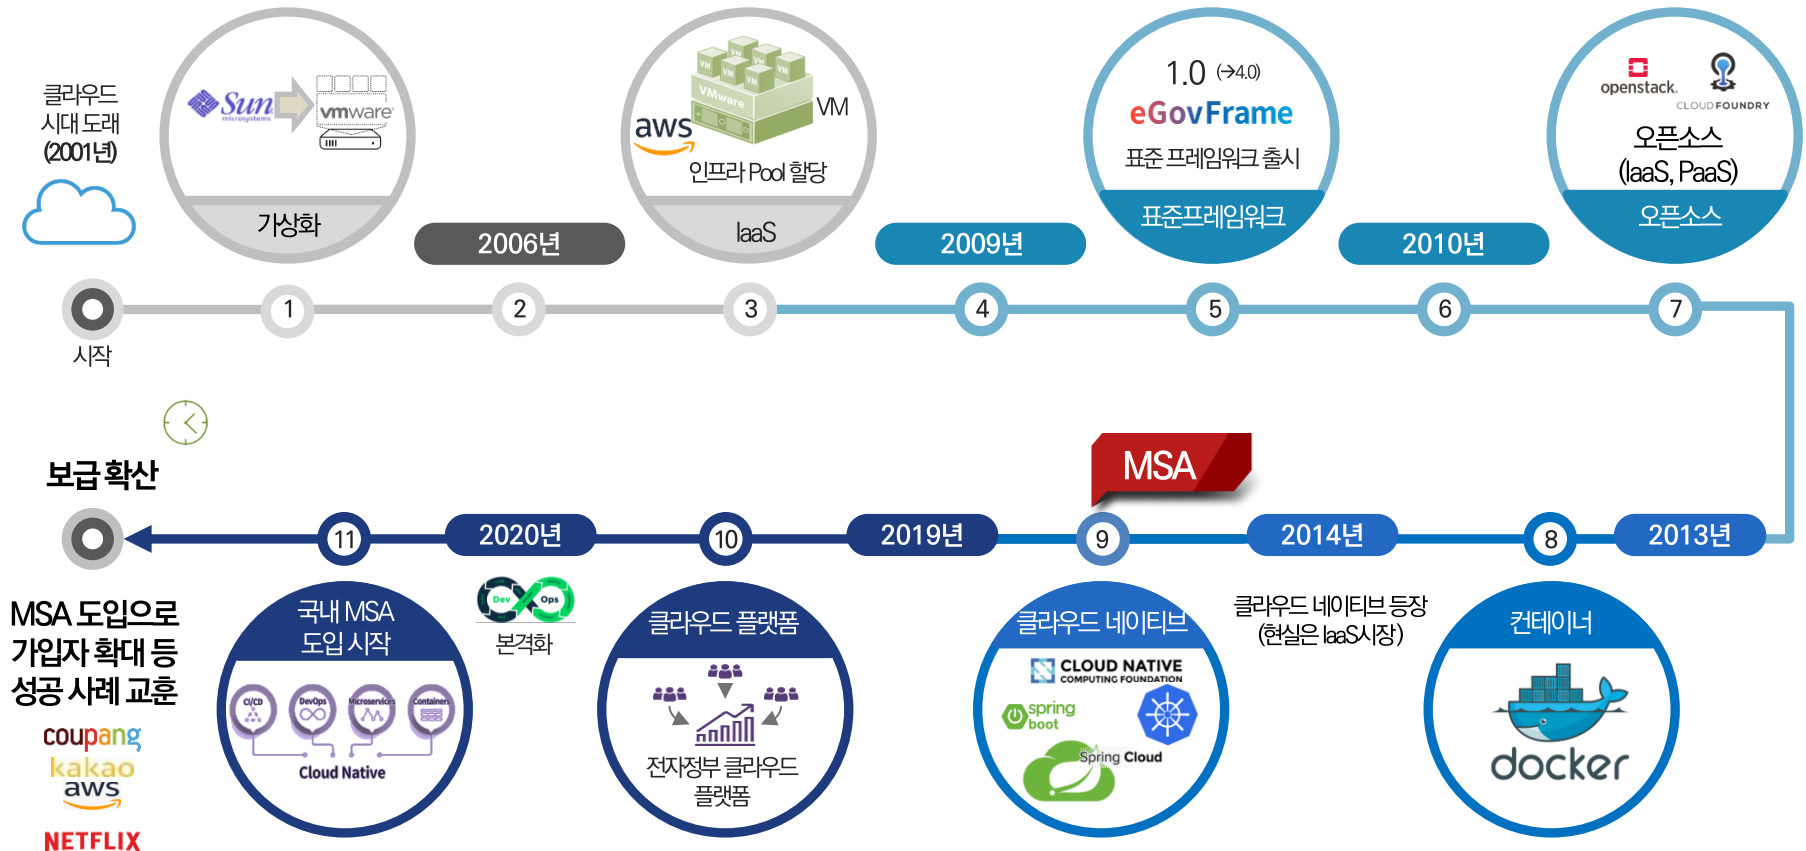 클라우드
시대 도래
(2001년)
Sun
microsystems
vmware
가상화
2006년
VM
VM
VM
VM
VM
VM
VMware
VM
aws
인프라 Pool 할당
IaaS
2009년
1.0 (→4.0)
eGovFrame
표준 프레임워크 출시
표준프레임워크
2010년
openstack.
CLOUDFOUNDRY
오픈소스
(IaaS, PaaS)
오픈소스
1
2
3
4
5
6
7
시작
보급 확산
MSA
11
2020년
10
2019년
9
2014년
8
2013년
MSA 도입으로
가입자 확대 등
성공 사례 교훈
coupang
kakao
aws
NETFLIX
국내 MSA
도입 시작
CI/CD
DevOps
Microservices
Containers
Cloud Native
Dev
Ops
본격화
클라우드 플랫폼
전자정부 클라우드
플랫폼
클라우드 네이티브
CLOUD NATIVE
COMPUTING FOUNDATION
spring
boot
Spring Cloud
클라우드 네이티브 등장
(현실은 IaaS시장)
컨테이너
docker